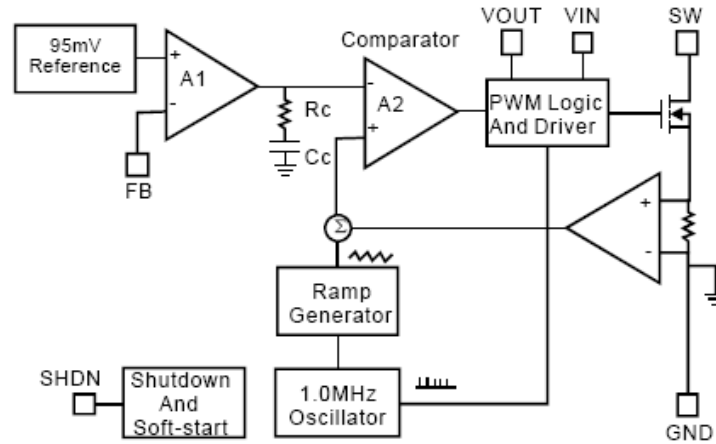 VOUT
VIN
SW
95mV
Reference
+
-
A1
Comparator
-
A2
+
PWM Logic
And Driver
Rc
Cc
FB
+
-
Σ
Ramp
Generator
SHDN
Shutdown
And
Soft-start
1.0MHz
Oscillator
GND